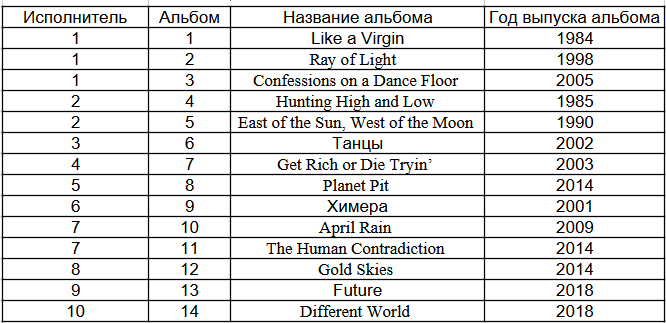 Исполнитель Альбом Название альбома Год выпуска альбома
1 1 Like a Virgin 1984
1 2 Ray of Light 1998
1 3 Confessions on a Dance Floor 2005
2 4 Hunting High and Low 1985
2 5 East of the Sun, West of the Moon 1990
3 6 Танцы 2002
4 7 Get Rich or Die Tryin’ 2003
5 8 Planet Pit 2014
6 9 Химера 2001
7 10 April Rain 2009
7 11 The Human Contradiction 2014
8 12 Gold Skies 2014
9 13 Future 2018
10 14 Different World 2018